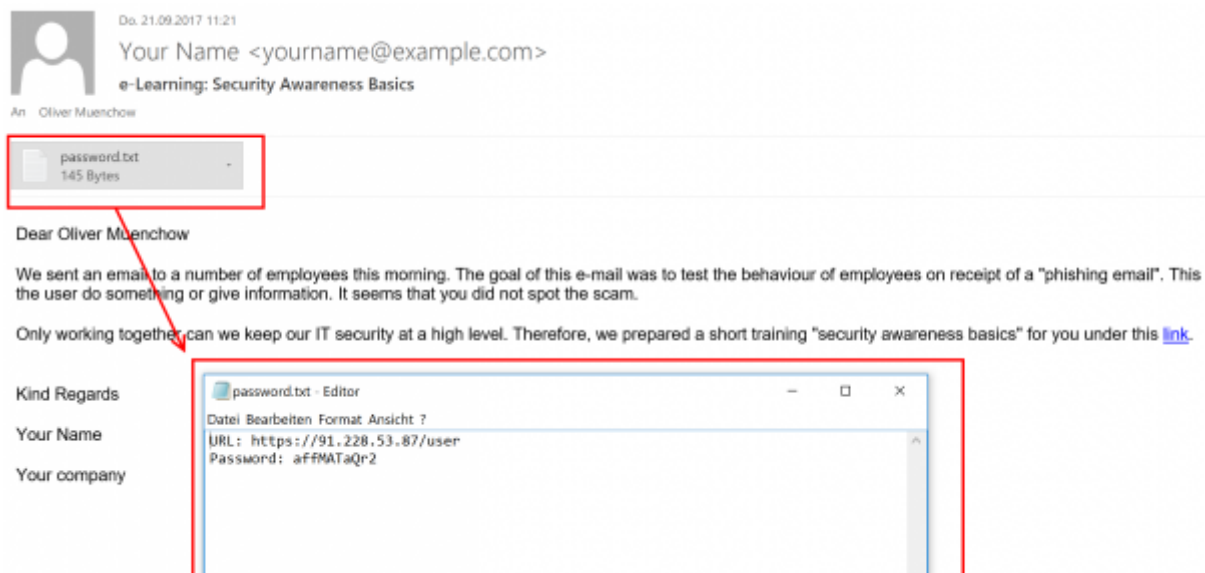 Do. 21.09.2017 11:21
Your Name <yourname@example.com>
e-Learning: Security Awareness Basics
An Oliver Muenchow
password.txt
145 Bytes
Dear Oliver Muenchow
We sent an email to a number of employees this morning. The goal of this e-mail was to test the behaviour of employees on receipt of a "phishing email". This
the user do something or give information. It seems that you did not spot the scam.
Only working together can we keep our IT security at a high level. Therefore, we prepared a short training "security awareness basics" for you under this link.
Kind Regards
Your Name
Your company
password.txt - Editor
Datei Bearbeiten Format Ansicht ?
URL: https://91.228.53.87/user
Password: affMATaQr2